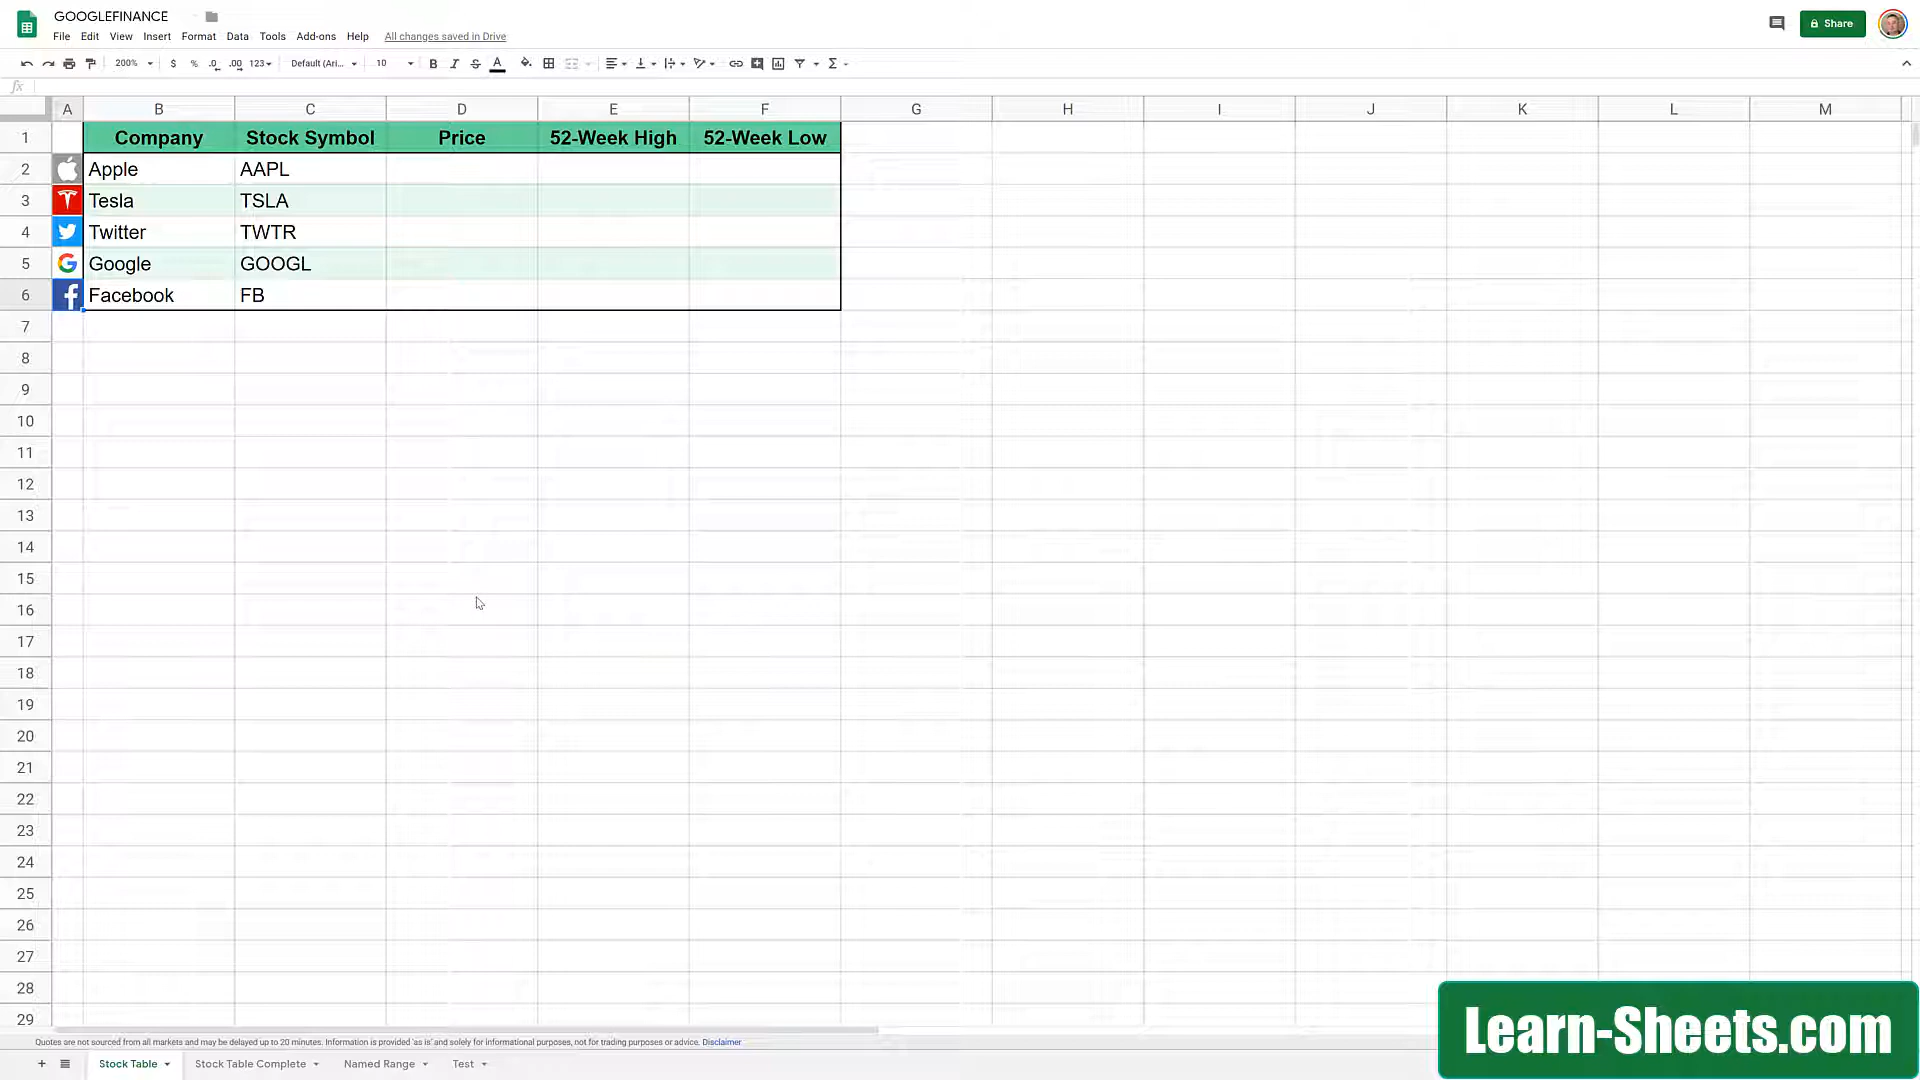 GOOGLEFINANCE
Share
File Edit View Insert Format Data Tools Add-ons Help All changes saved in Drive
200% $ % .0 .00 123 Default (Ari... 10 B I S A Σ
fx
A B C D E F G H I J K L M
1 Company Stock Symbol Price 52-Week High 52-Week Low
2 Apple AAPL
3 Tesla TSLA
4 Twitter TWTR
5 Google GOOGL
6 Facebook FB
7
8
9
10
11
12
13
14
15
16
17
18
19
20
21
22
23
24
25
26
27
28
29
Learn-Sheets.com
Quotes are not sourced from all markets and may be delayed up to 20 minutes. Information is provided 'as is' and solely for informational purposes, not for trading purposes or advice. Disclaimer
+ Stock Table Stock Table Complete Named Range Test